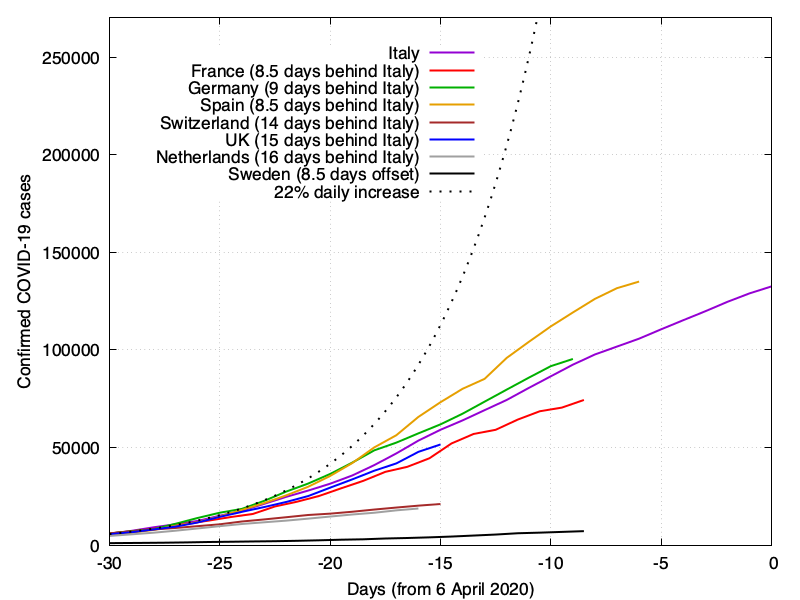 250000
200000
150000
100000
50000
0
Confirmed COVID-19 cases
Italy
France (8.5 days behind Italy)
Germany (9 days behind Italy)
Spain (8.5 days behind Italy)
Switzerland (14 days behind Italy)
UK (15 days behind Italy)
Netherlands (16 days behind Italy)
Sweden (8.5 days offset)
22% daily increase
-30 -25 -20 -15 -10 -5 0
Days (from 6 April 2020)